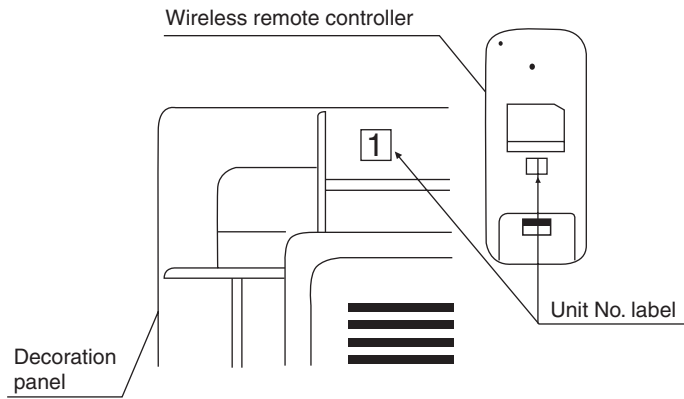 Wireless remote controller
1
Unit No. label
Decoration
panel